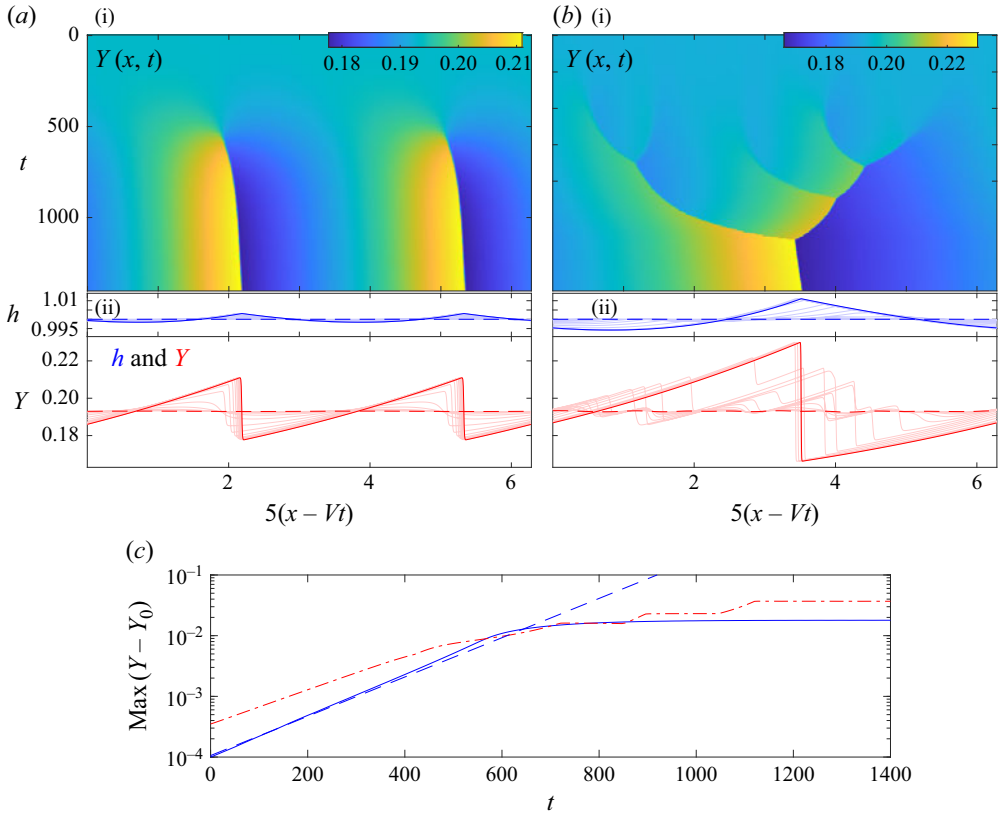 (a) (i)
(b) (i)
0
Y (x, t)
0.18 0.19 0.20 0.21
Y (x, t)
0.18 0.20 0.22
500
t
1000
1.01
h
0.995
(ii)
(ii)
h and Y
0.22
Y 0.20
0.18
2 4 6
2 4 6
5(x – Vt)
5(x – Vt)
(c)
10–1
10–2
Max (Y – Y0)
10–3
10–4
0 200 400 600 800 1000 1200 1400
t